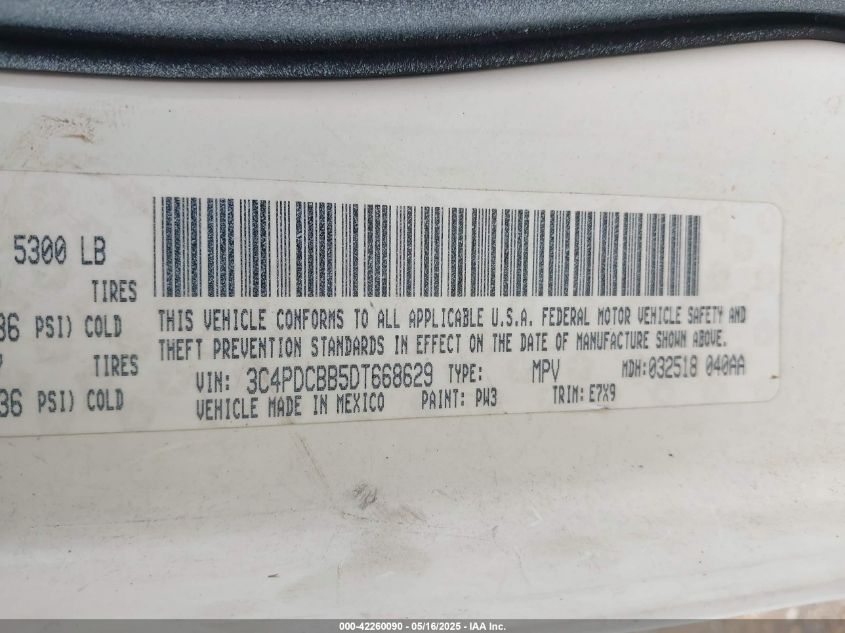 5300 LB
TIRES
36 PSI) COLD
TIRES
36 PSI) COLD
THIS VEHICLE CONFORMS TO ALL APPLICABLE U.S.A. FEDERAL MOTOR VEHICLE SAFETY AND
THEFT PREVENTION STANDARDS IN EFFECT ON THE DATE OF MANUFACTURE SHOWN ABOVE.
VIN: 3C4PDCBB5DT668629 TYPE: MPV MDH:032518 040AA
VEHICLE MADE IN MEXICO PAINT: PW3 TRIM: E7X9
000-42260090 - 05/16/2025 - IAA Inc.